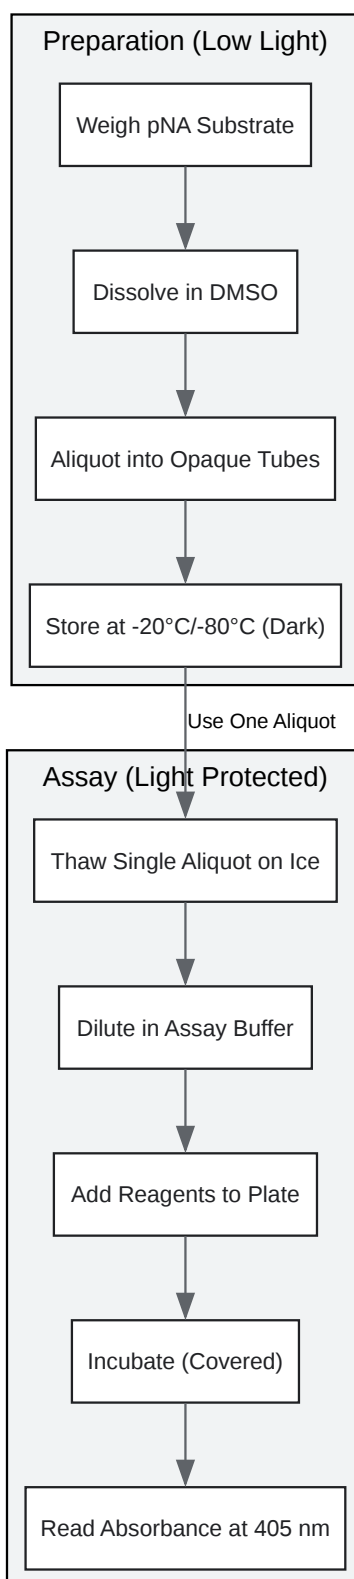 Preparation (Low Light)
Weigh pNA Substrate
Dissolve in DMSO
Aliquot into Opaque Tubes
Store at -20°C/-80°C (Dark)
Use One Aliquot
Assay (Light Protected)
Thaw Single Aliquot on Ice
Dilute in Assay Buffer
Add Reagents to Plate
Incubate (Covered)
Read Absorbance at 405 nm